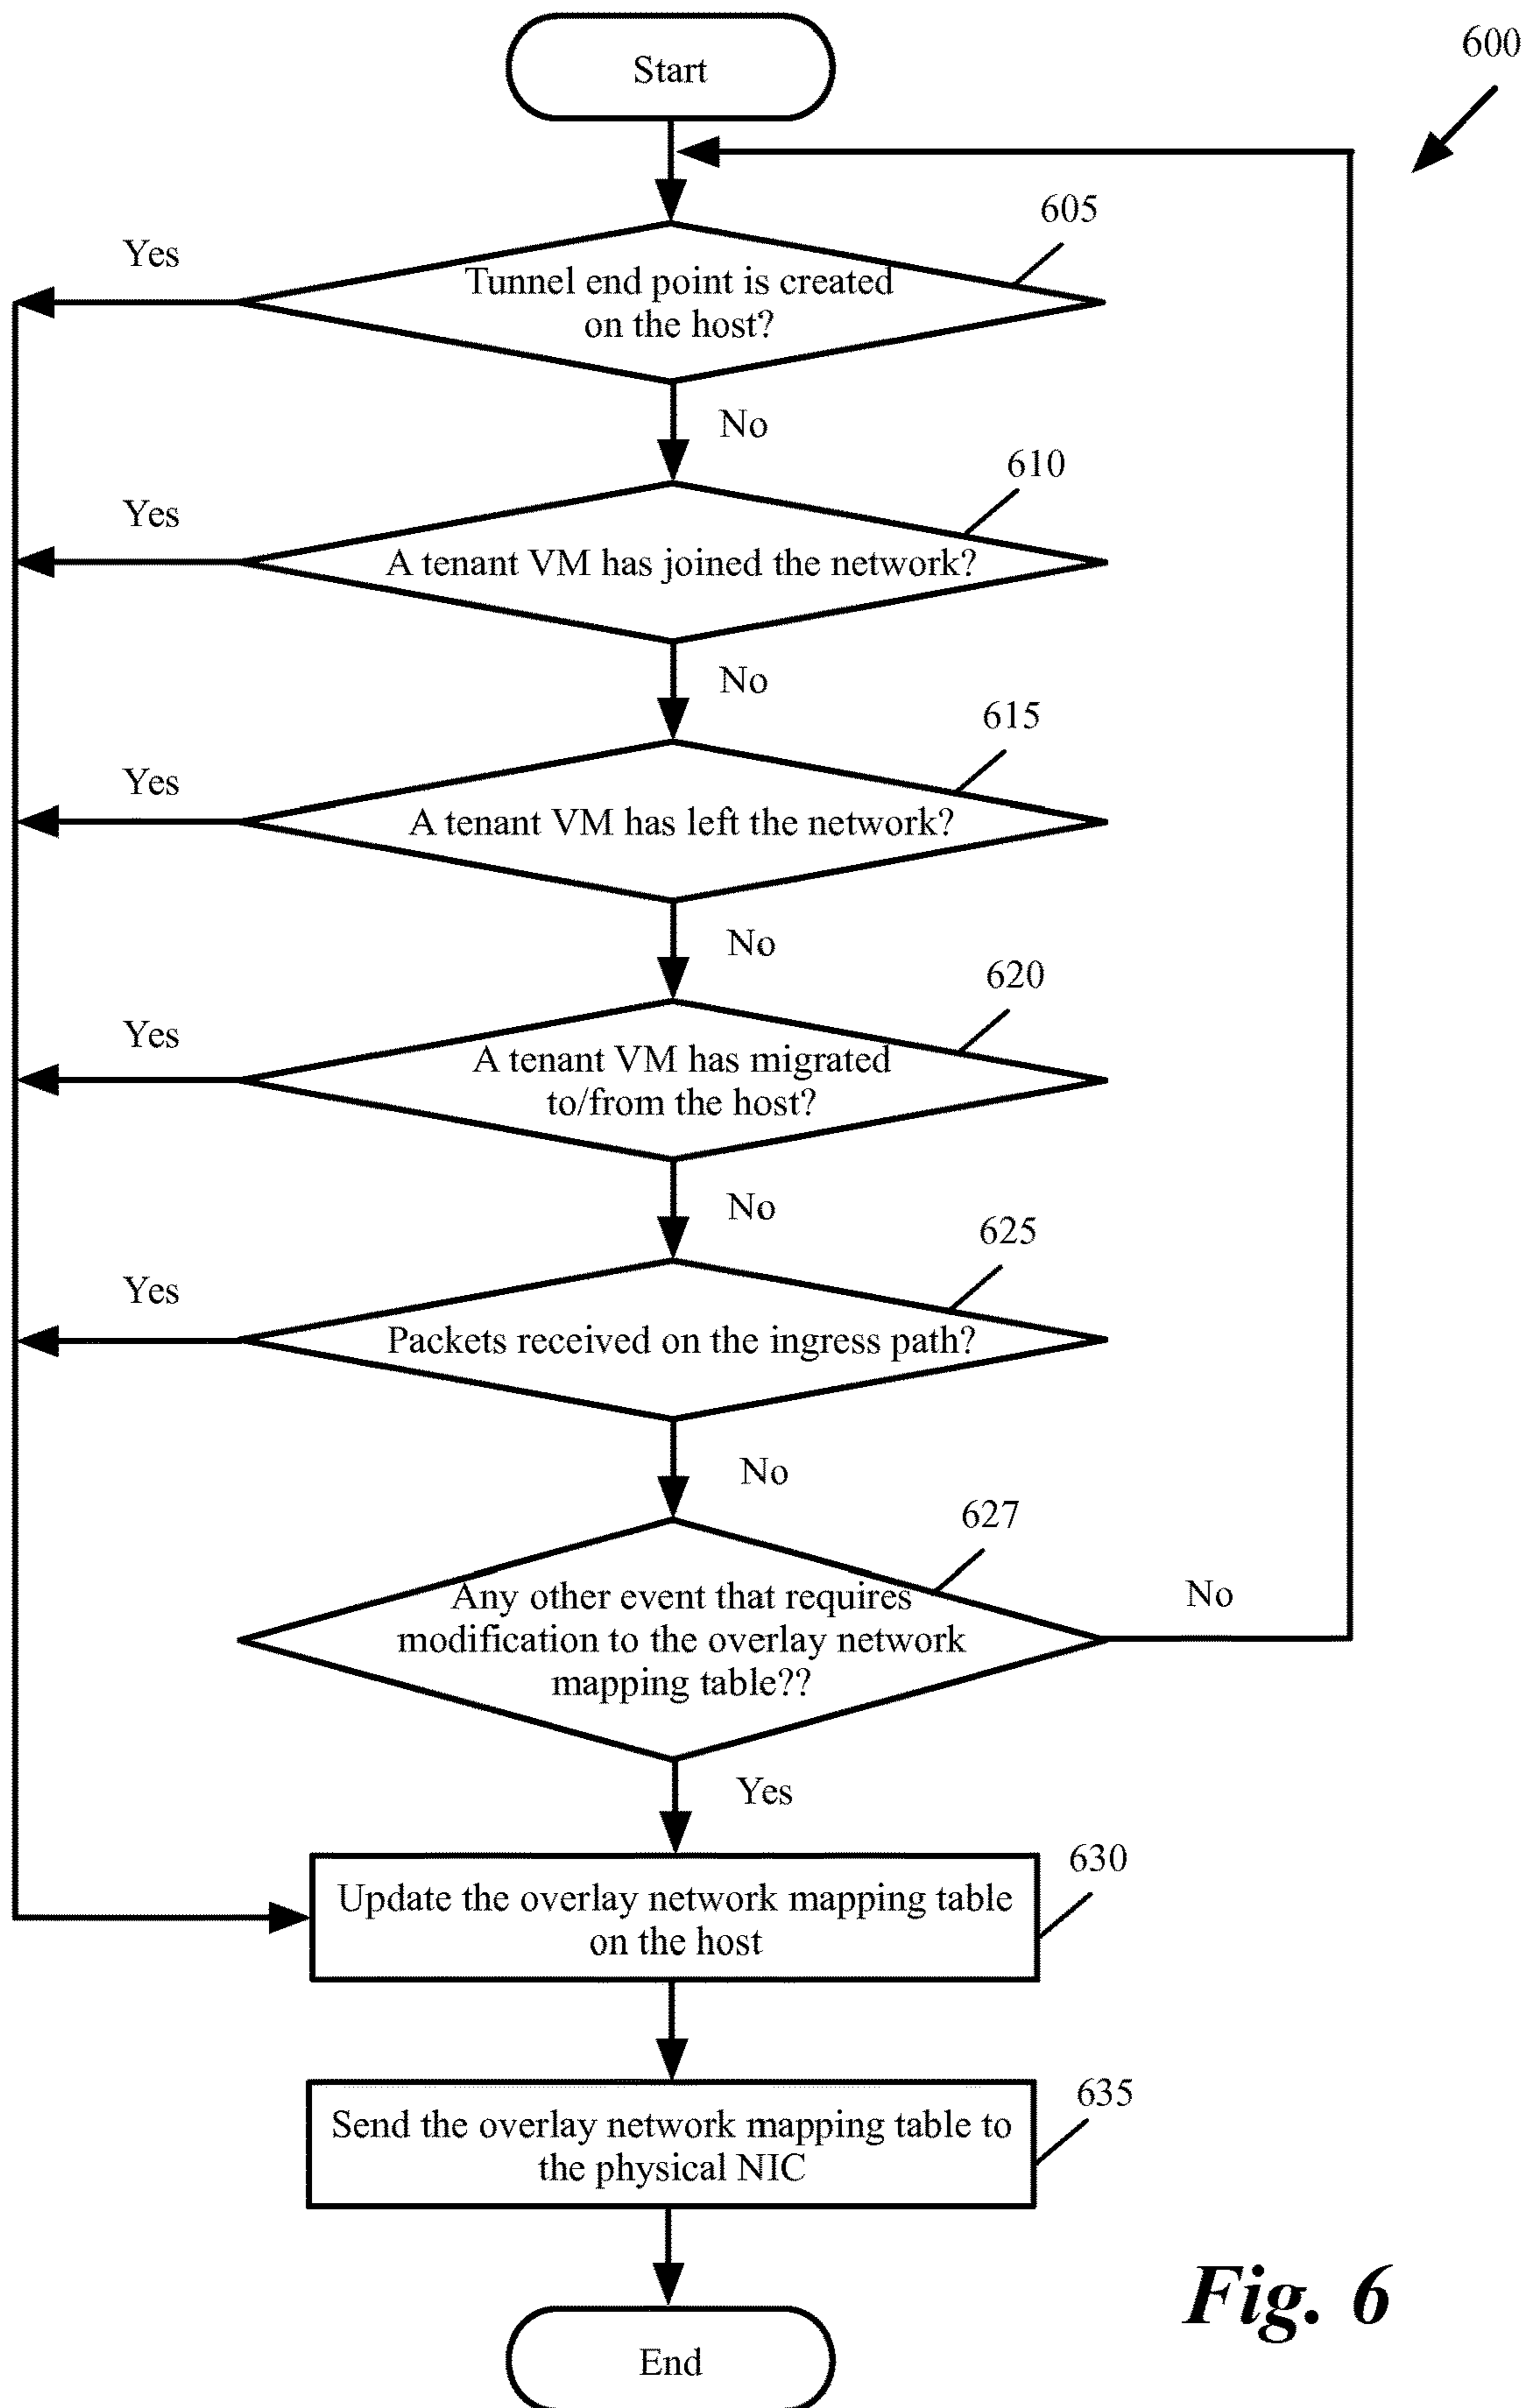 Start
600
605
Yes
Tunnel end point is created
on the host?
No
610
Yes
A tenant VM has joined the network?
No
615
Yes
A tenant VM has left the network?
No
620
Yes
A tenant VM has migrated
to/from the host?
No
625
Yes
Packets received on the ingress path?
No
627
Any other event that requires
modification to the overlay network
mapping table??
No
Yes
630
Update the overlay network mapping table
on the host
635
Send the overlay network mapping table to
the physical NIC
Fig. 6
End